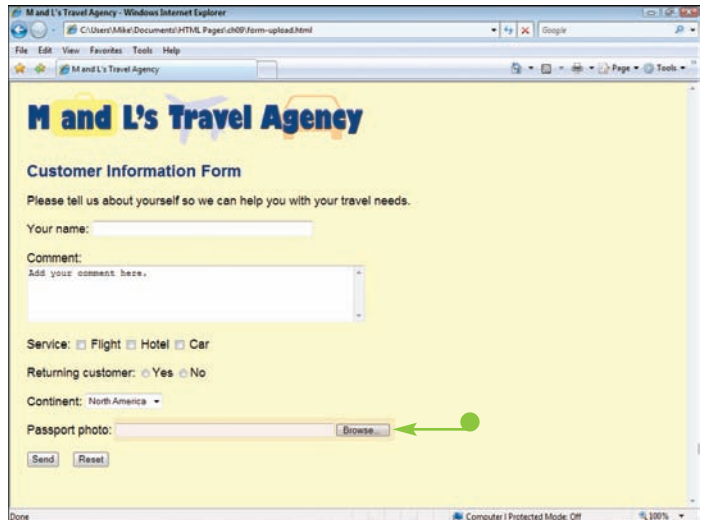 M and L's Travel Agency - Windows Internet Explorer
C:\Users\Mike\Documents\HTML Pages\ch09\form-upload.html
Google
File Edit View Favorites Tools Help
M and L's Travel Agency
Page Tools
M and L's Travel Agency
Customer Information Form
Please tell us about yourself so we can help you with your travel needs.
Your name:
Comment:
Add your comment here.
Service: Flight Hotel Car
Returning customer: Yes No
Continent: North America
Passport photo: Browse...
Send Reset
Done Computer | Protected Mode: Off 100%